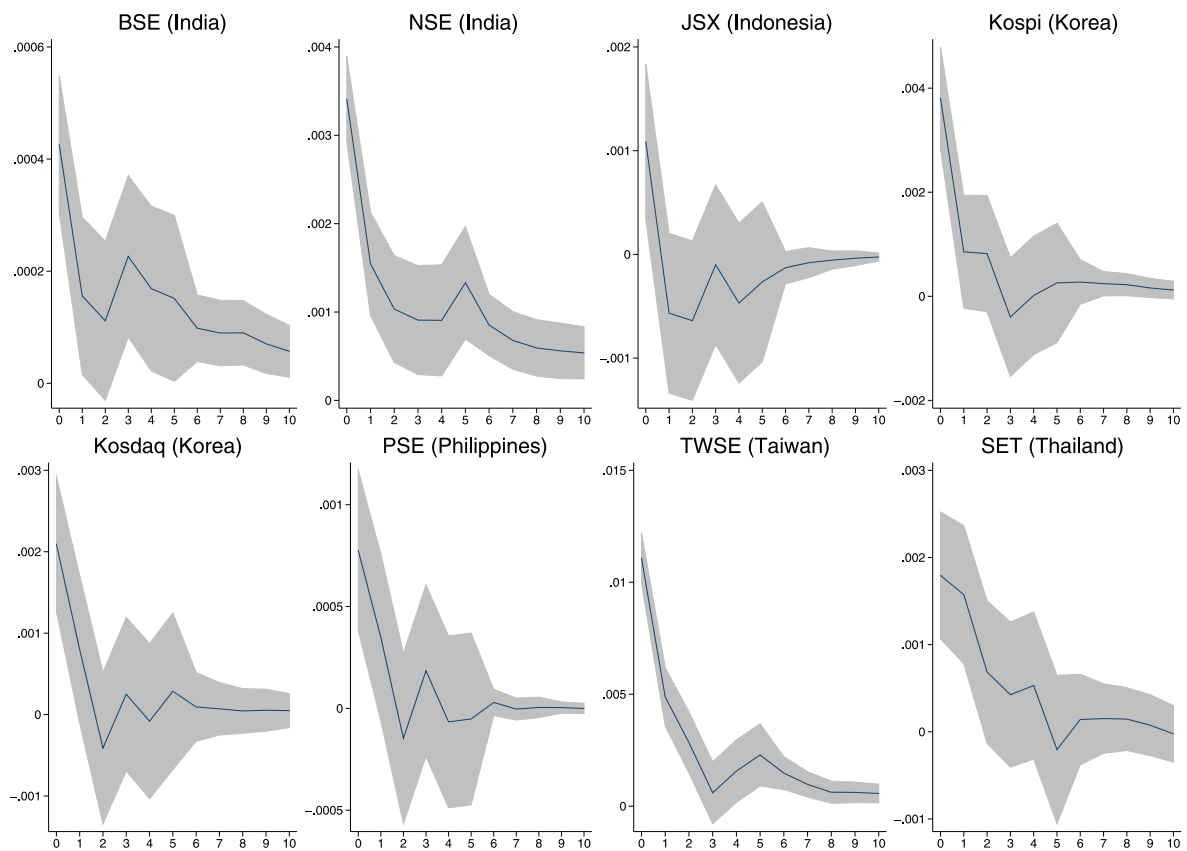 BSE (India)
.0006
.0004
.0002
0
0 1 2 3 4 5 6 7 8 9 10
NSE (India)
.004
.003
.002
.001
0
0 1 2 3 4 5 6 7 8 9 10
JSX (Indonesia)
.002
.001
0
-.001
0 1 2 3 4 5 6 7 8 9 10
Kospi (Korea)
.004
.002
0
-.002
0 1 2 3 4 5 6 7 8 9 10
Kosdaq (Korea)
.003
.002
.001
0
-.001
0 1 2 3 4 5 6 7 8 9 10
PSE (Philippines)
.001
.0005
0
-.0005
0 1 2 3 4 5 6 7 8 9 10
TWSE (Taiwan)
.015
.01
.005
0
0 1 2 3 4 5 6 7 8 9 10
SET (Thailand)
.003
.002
.001
0
-.001
0 1 2 3 4 5 6 7 8 9 10